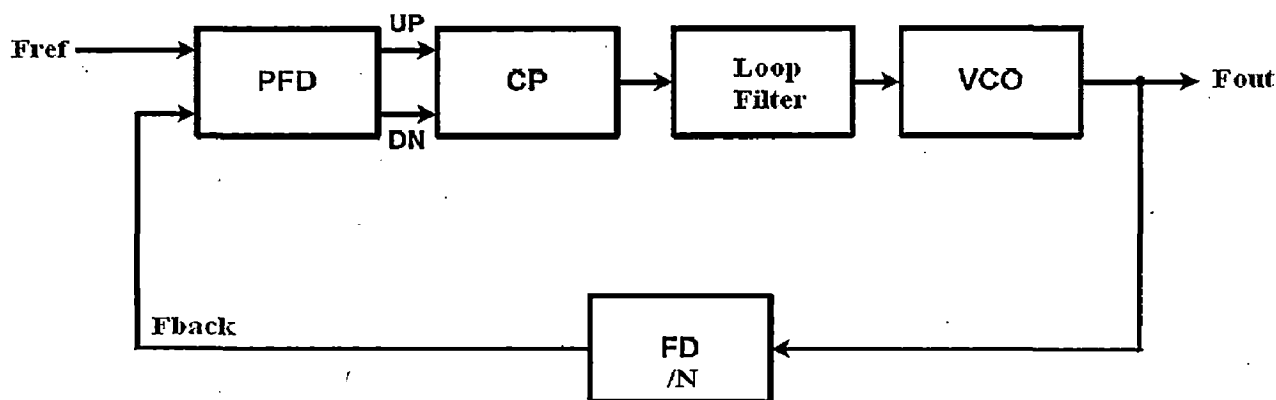 UP
Fref
PFD
CP
Loop
Filter
VCO
Fout
DN
Fback
FD
/N